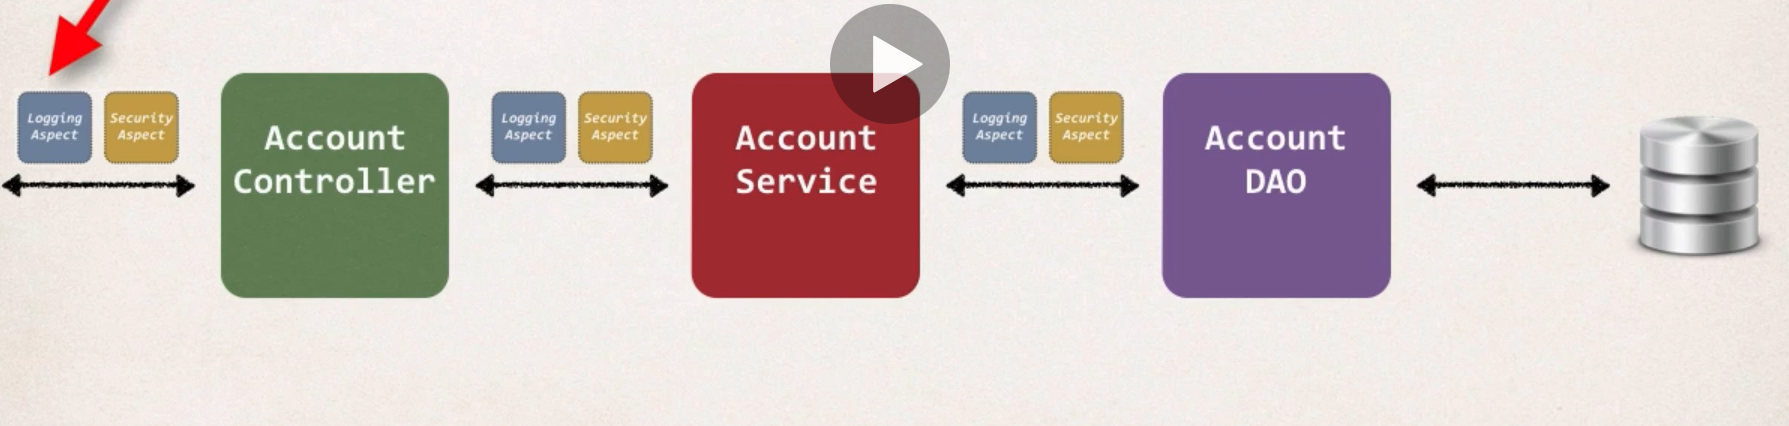 Logging
Aspect
Security
Aspect
Account
Controller
Logging
Aspect
Security
Aspect
Account
Service
Logging
Aspect
Security
Aspect
Account
DAO